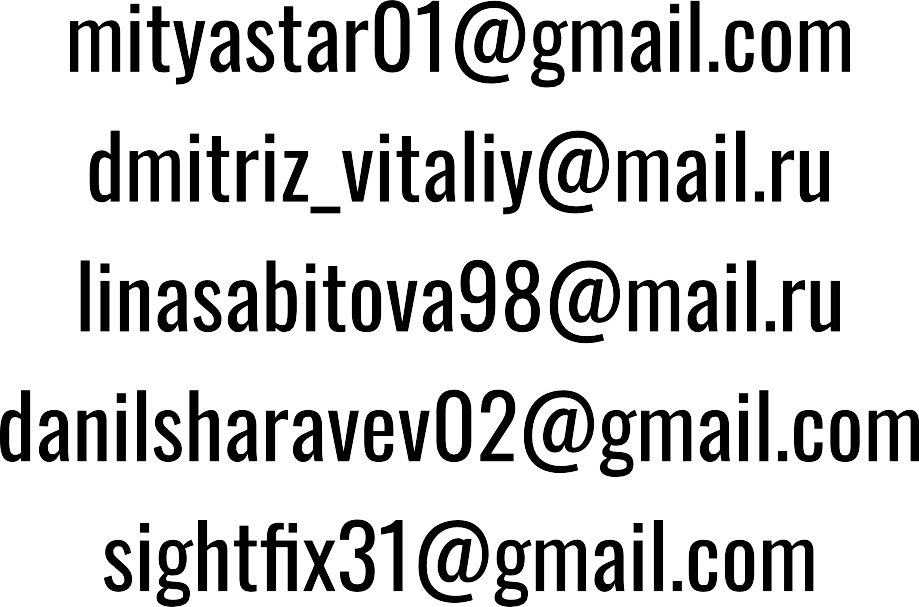 mityastar01@gmail.com
dmitriz_vitaliy@mail.ru
linasabitova98@mail.ru
danilsharavev02@gmail.com
sightfix31@gmail.com